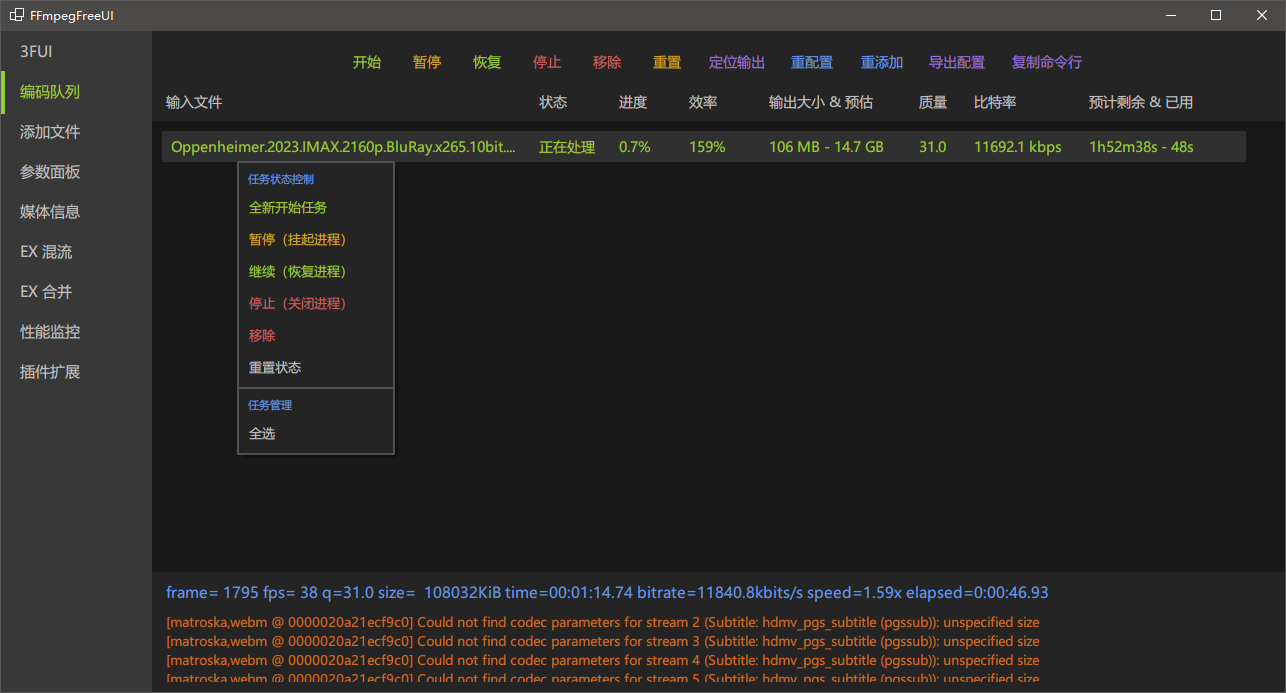 FFmpegFreeUI
3FUI
编码队列
添加文件
参数面板
媒体信息
EX 混流
EX 合并
性能监控
插件扩展
开始 暂停 恢复 停止 移除 重置 定位输出 重配置 重添加 导出配置 复制命令行
输入文件 状态 进度 效率 输出大小 & 预估 质量 比特率 预计剩余 & 已用
Oppenheimer.2023.IMAX.2160p.BluRay.x265.10bit.... 正在处理 0.7% 159% 106 MB - 14.7 GB 31.0 11692.1 kbps 1h52m38s - 48s
任务状态控制
全新开始任务
暂停（挂起进程）
继续（恢复进程）
停止（关闭进程）
移除
重置状态
任务管理
全选
frame= 1795 fps= 38 q=31.0 size= 108032KiB time=00:01:14.74 bitrate=11840.8kbits/s speed=1.59x elapsed=0:00:46.93
[matroska,webm @ 0000020a21ecf9c0] Could not find codec parameters for stream 2 (Subtitle: hdmv_pgs_subtitle (pgssub)): unspecified size
[matroska,webm @ 0000020a21ecf9c0] Could not find codec parameters for stream 3 (Subtitle: hdmv_pgs_subtitle (pgssub)): unspecified size
[matroska,webm @ 0000020a21ecf9c0] Could not find codec parameters for stream 4 (Subtitle: hdmv_pgs_subtitle (pgssub)): unspecified size
[matroska,webm @ 0000020a21ecf9c0] Could not find codec parameters for stream 5 (Subtitle: hdmv_pgs_subtitle (pgssub)): unspecified size